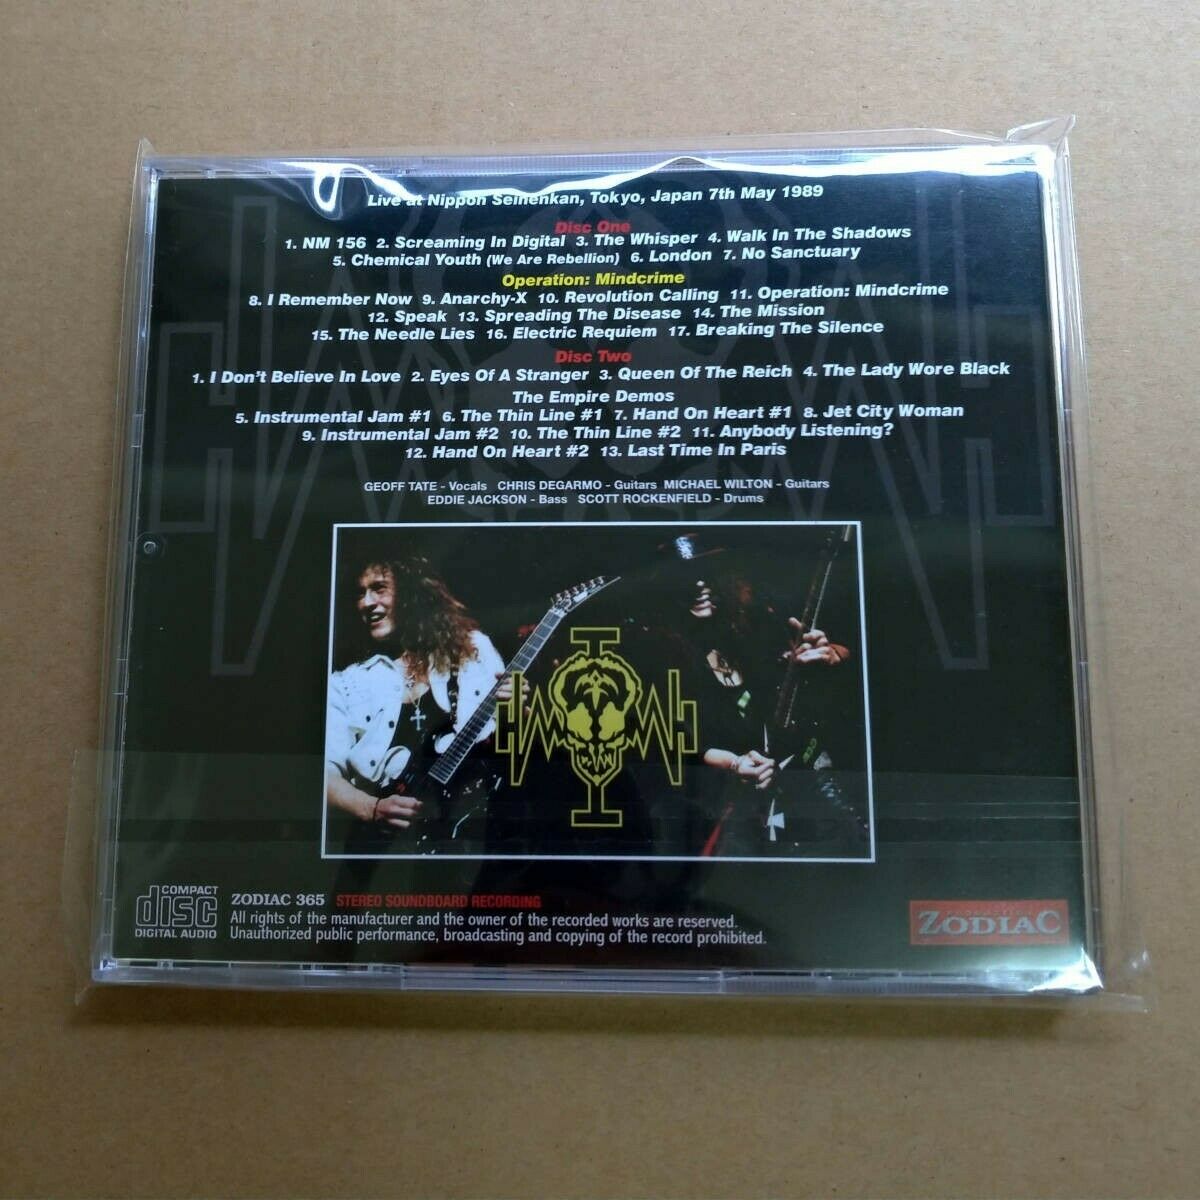 Live at Nippon Seinenkan, Tokyo, Japan 7th May 1989
Disc One
1. NM 156 2. Screaming In Digital 3. The Whisper 4. Walk In The Shadows
5. Chemical Youth (We Are Rebellion) 6. London 7. No Sanctuary
Operation: Mindcrime
8. I Remember Now 9. Anarchy-X 10. Revolution Calling 11. Operation: Mindcrime
12. Speak 13. Spreading The Disease 14. The Mission
15. The Needle Lies 16. Electric Requiem 17. Breaking The Silence
Disc Two
1. I Don't Believe In Love 2. Eyes Of A Stranger 3. Queen Of The Reich 4. The Lady Wore Black
The Empire Demos
5. Instrumental Jam #1 6. The Thin Line #1 7. Hand On Heart #1 8. Jet City Woman
9. Instrumental Jam #2 10. The Thin Line #2 11. Anybody Listening?
12. Hand On Heart #2 13. Last Time In Paris
GEOFF TATE - Vocals CHRIS DEGARMO - Guitars MICHAEL WILTON - Guitars
EDDIE JACKSON - Bass SCOTT ROCKENFIELD - Drums
COMPACT
disc
DIGITAL AUDIO
ZODIAC 365 STEREO SOUNDBOARD RECORDING
All rights of the manufacturer and the owner of the recorded works are reserved.
Unauthorized public performance, broadcasting and copying of the record prohibited.
ZODIAC